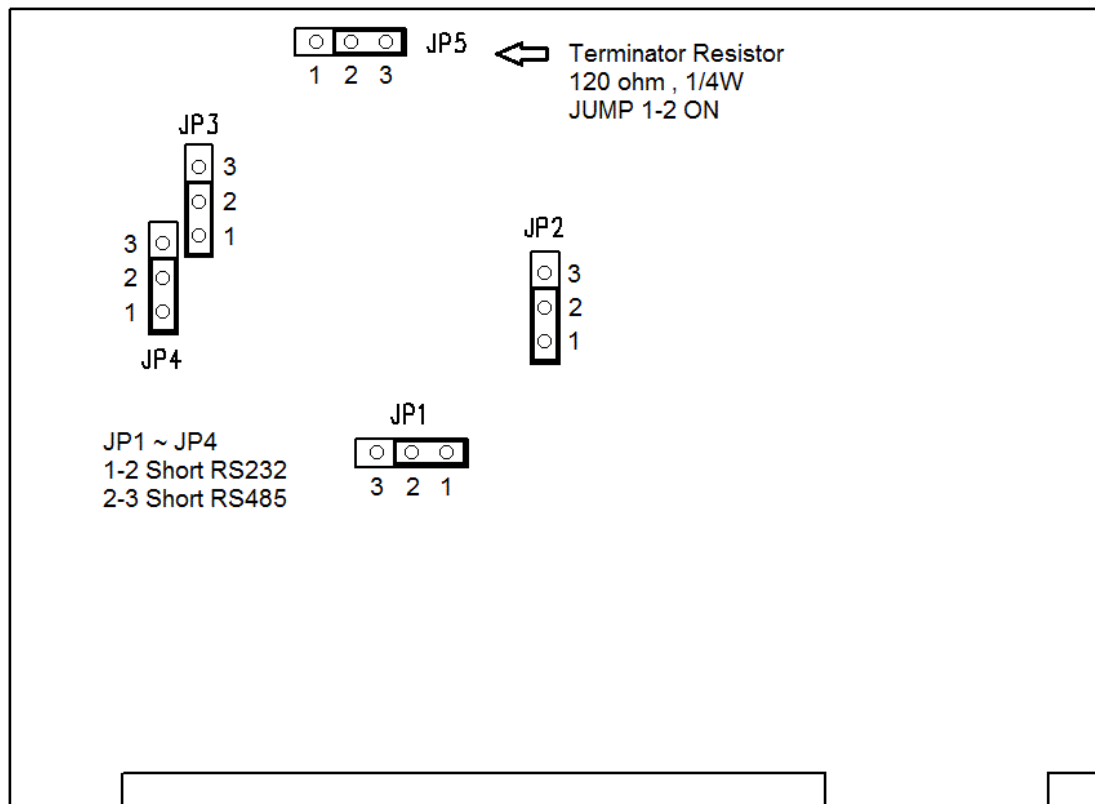 JP5
1 2 3
Terminator Resistor
120 ohm , 1/4W
JUMP 1-2 ON
JP3
3
2
1
3
2
1
JP4
JP2
3
2
1
JP1
3 2 1
JP1 ~ JP4
1-2 Short RS232
2-3 Short RS485